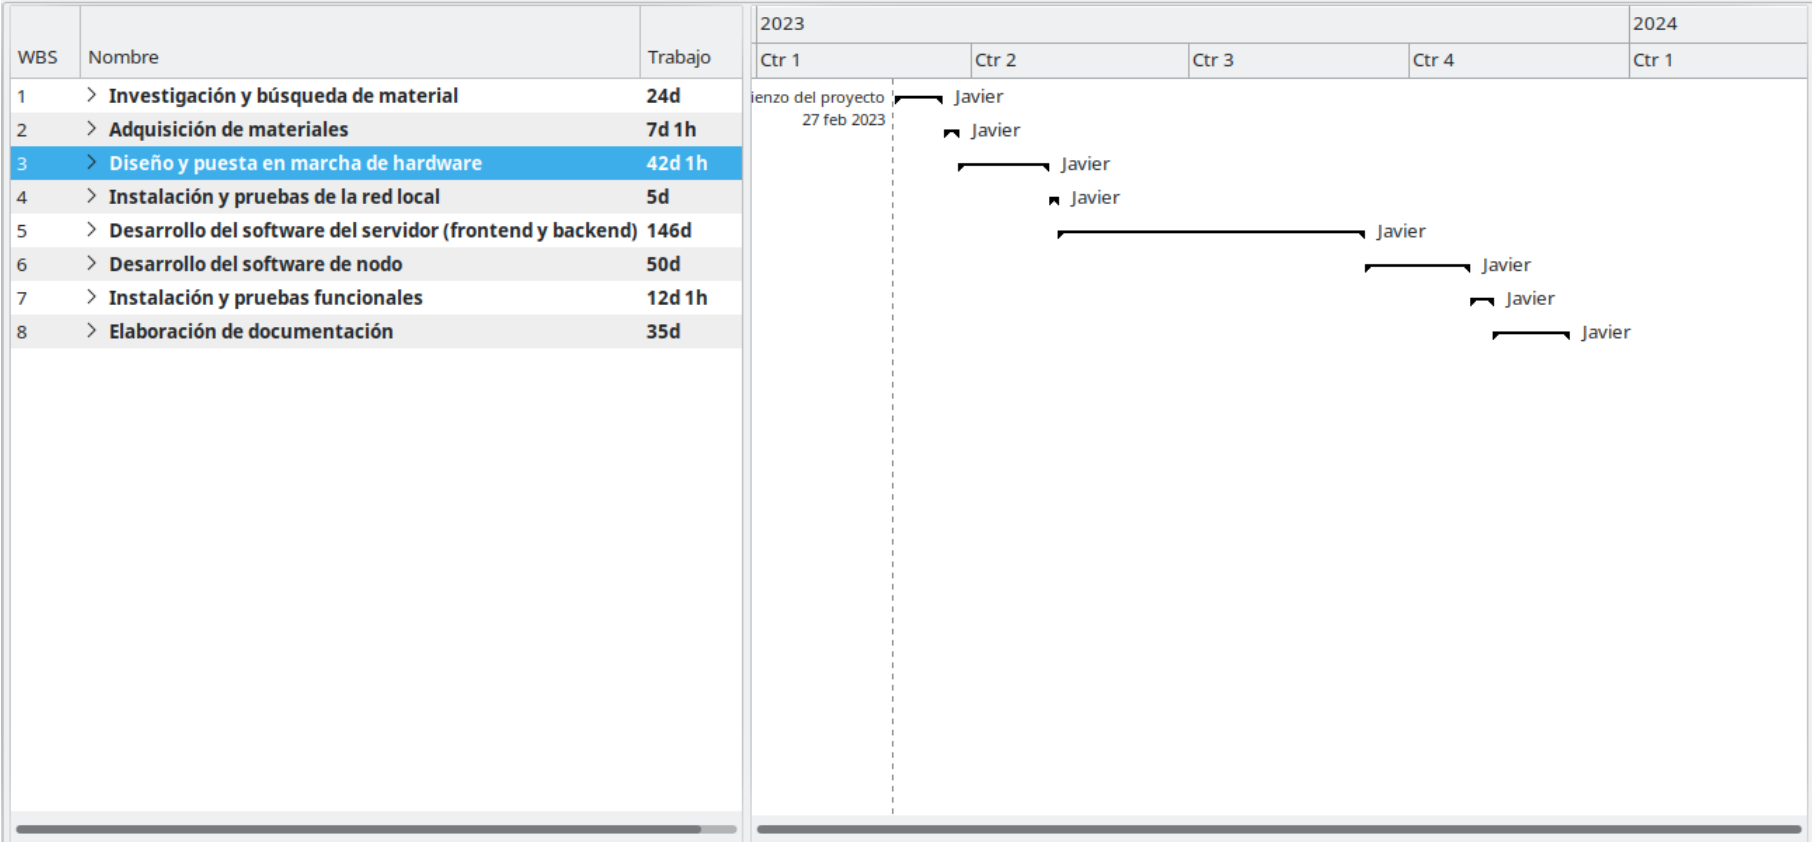 WBS Nombre Trabajo
1 Investigación y búsqueda de material 24d
2 Adquisición de materiales 7d 1h
3 Diseño y puesta en marcha de hardware 42d 1h
4 Instalación y pruebas de la red local 5d
5 Desarrollo del software del servidor (frontend y backend) 146d
6 Desarrollo del software de nodo 50d
7 Instalación y pruebas funcionales 12d 1h
8 Elaboración de documentación 35d
2023 2024
Ctr 1 Ctr 2 Ctr 3 Ctr 4 Ctr 1
ienzo del proyecto Javier
27 feb 2023
Javier
Javier
Javier
Javier
Javier
Javier
Javier